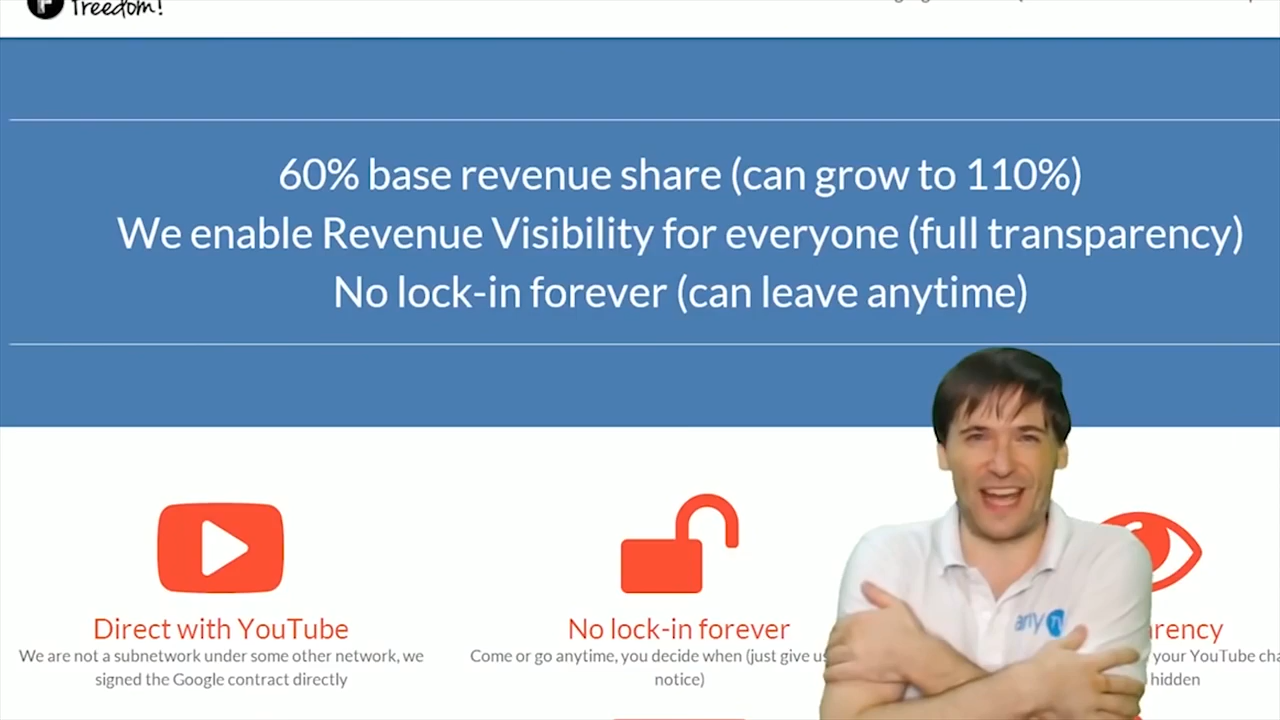 freedom!
60% base revenue share (can grow to 110%)
We enable Revenue Visibility for everyone (full transparency)
No lock-in forever (can leave anytime)
Direct with YouTube
We are not a subnetwork under some other network, we
signed the Google contract directly
No lock-in forever
Come or go anytime, you decide when (just give us
notice)
your YouTube
hidden
any TV